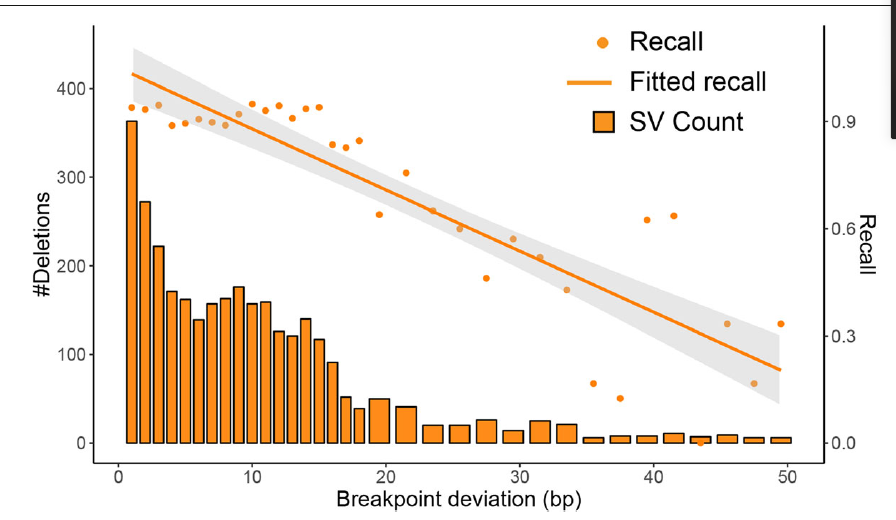 Recall
Fitted recall
SV Count
400
300
200
100
0
#Deletions
0.9
0.6
0.3
0.0
Recall
0
10
20
30
40
50
Breakpoint deviation (bp)